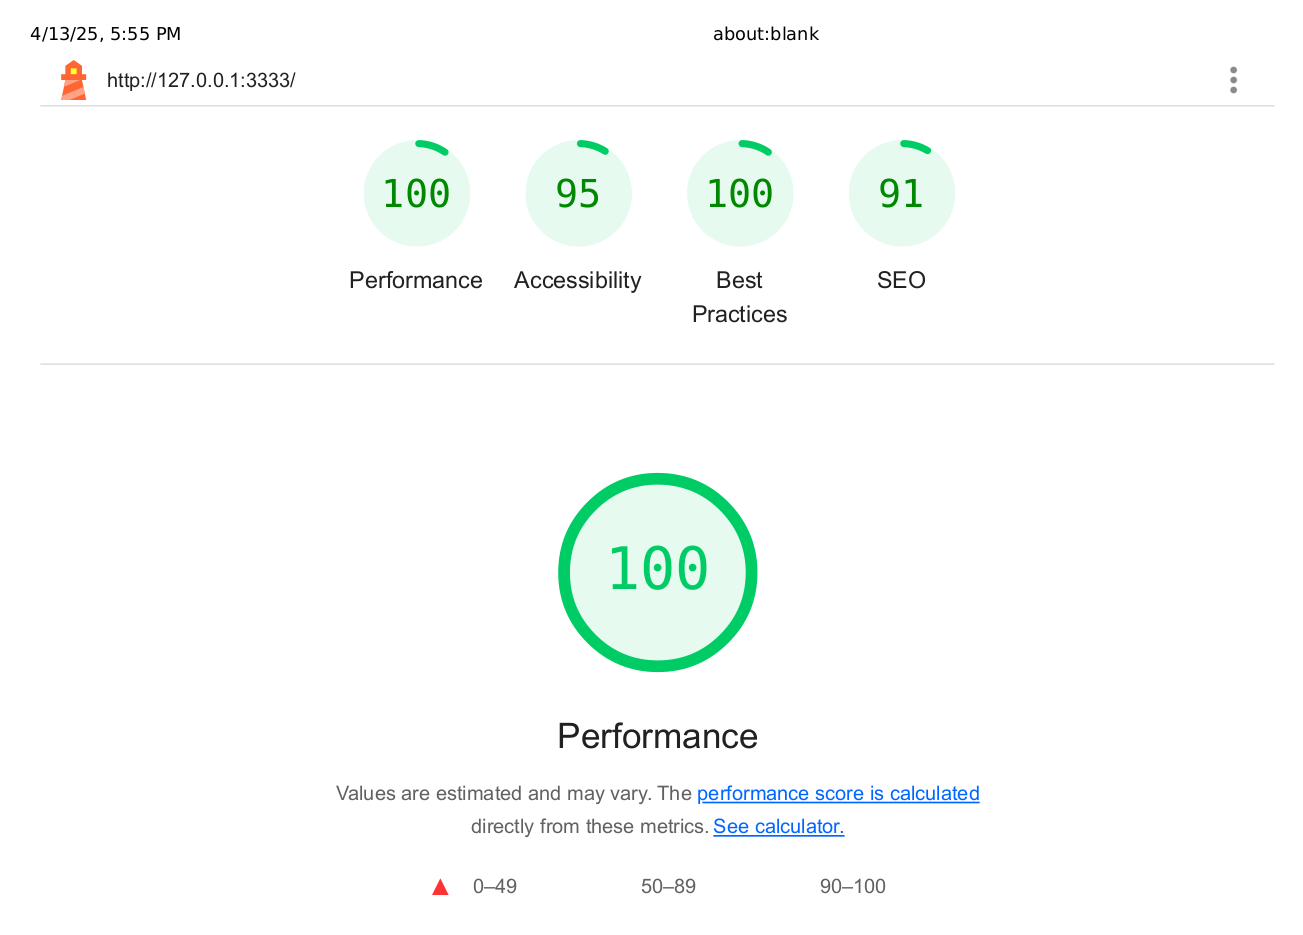 4/13/25, 5:55 PM about:blank
http://127.0.0.1:3333/
100 95 100 91
Performance Accessibility Best Practices SEO
100
Performance
Values are estimated and may vary. The performance score is calculated
directly from these metrics. See calculator.
0–49 50–89 90–100